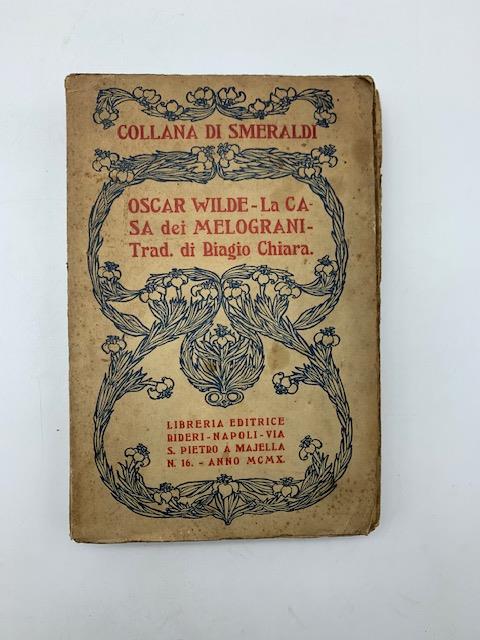 COLLANA DI SMERALDI
OSCAR WILDE-La CA-
SA dei MELOGRANI-
Trad. di Biagio Chiara.
LIBRERIA EDITRICE
BIDERI-NAPOLI-VIA
S. PIETRO A MAJELLA
N. 16. - ANNO MCMX.